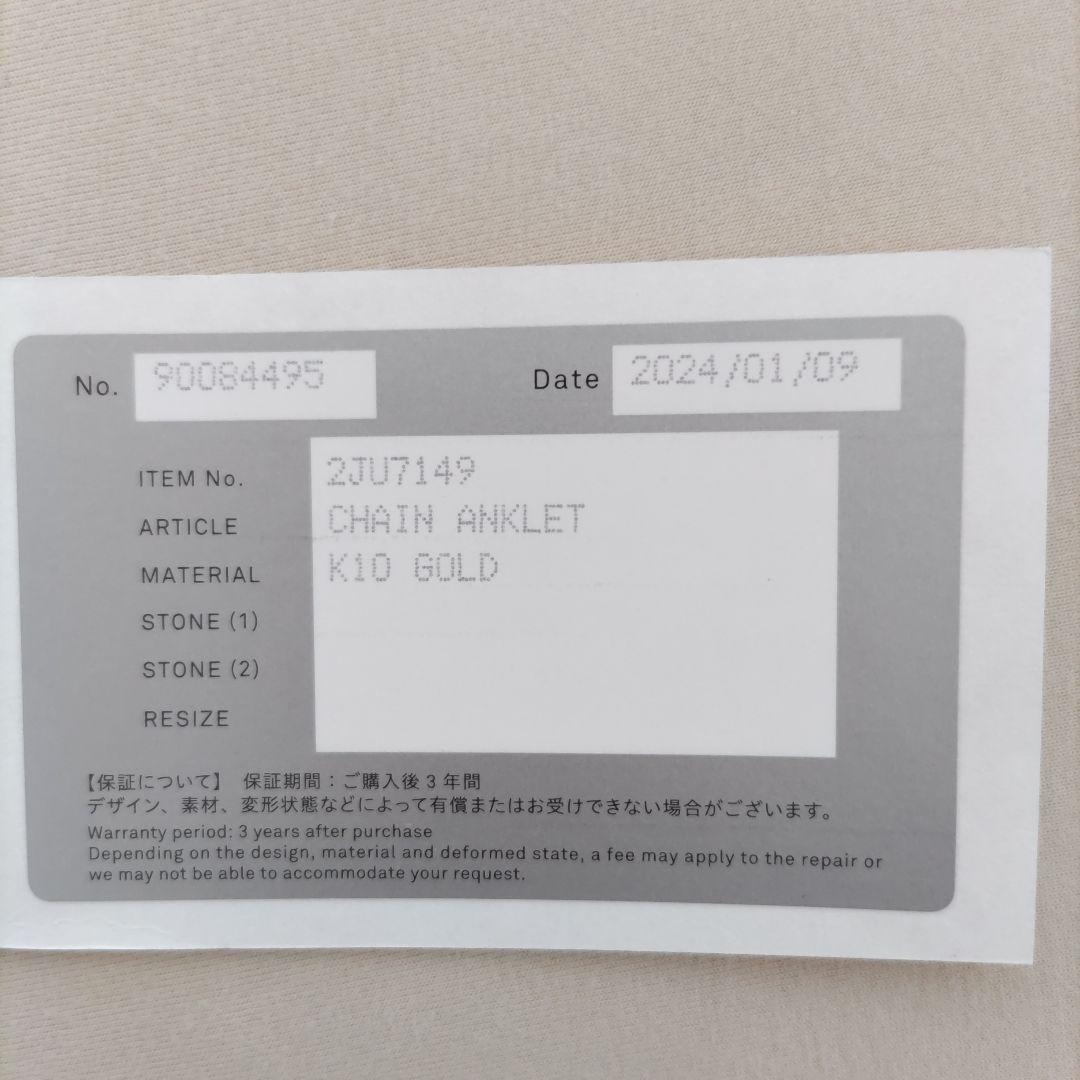 No. 90084495 Date 2024/01/09
ITEM No. 2JU7149
ARTICLE CHAIN ANKLET
MATERIAL K10 GOLD
STONE (1)
STONE (2)
RESIZE
【保証について】 保証期間：ご購入後3年間
デザイン、素材、変形状態などによって有償またはお受けできない場合がございます。
Warranty period: 3 years after purchase
Depending on the design, material and deformed state, a fee may apply to the repair or
we may not be able to accommodate your request.